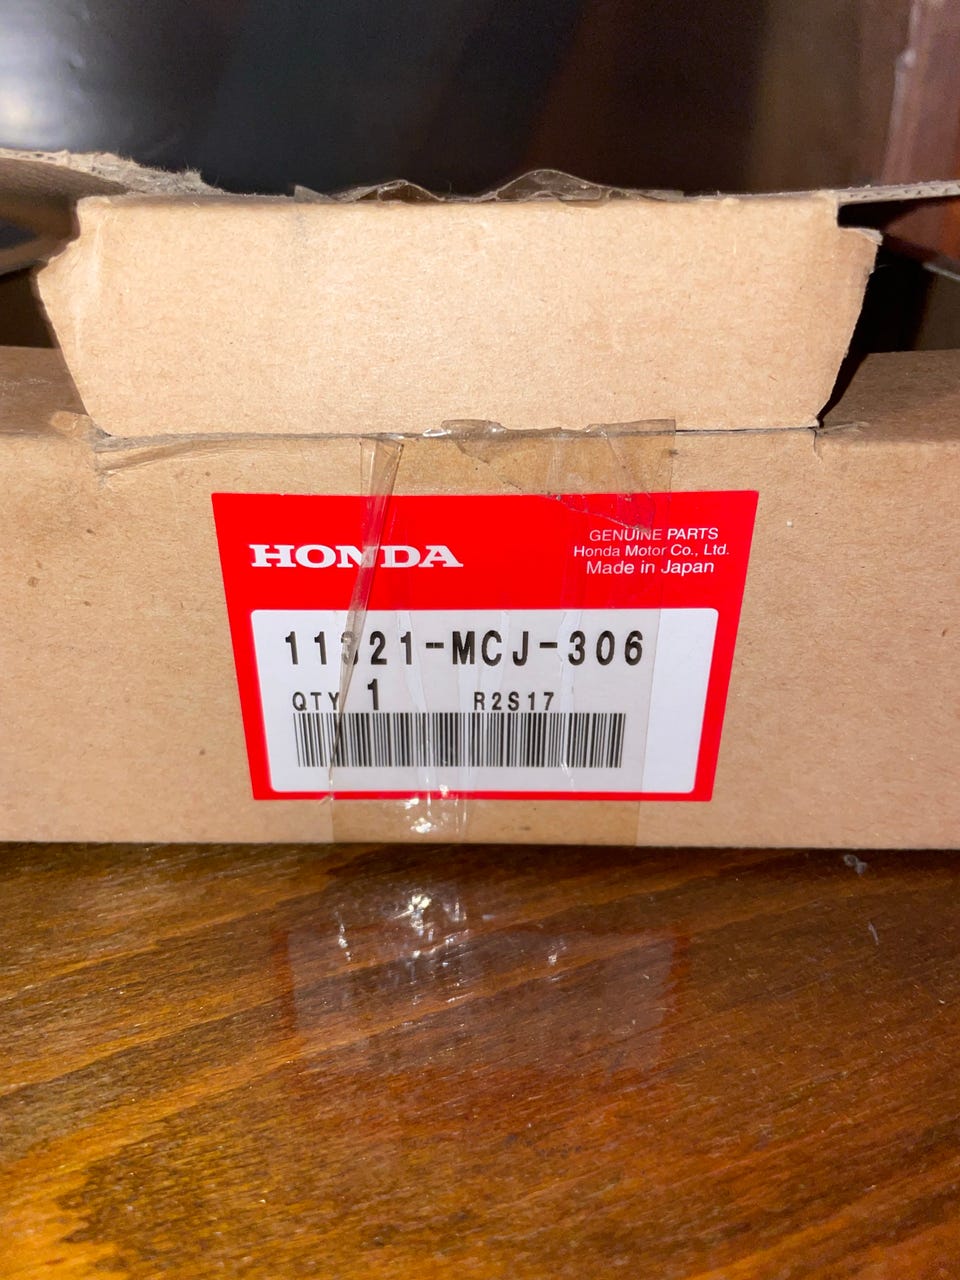 HONDA
GENUINE PARTS
Honda Motor Co., Ltd.
Made in Japan
11321-MCJ-306
QTY 1 R2S17